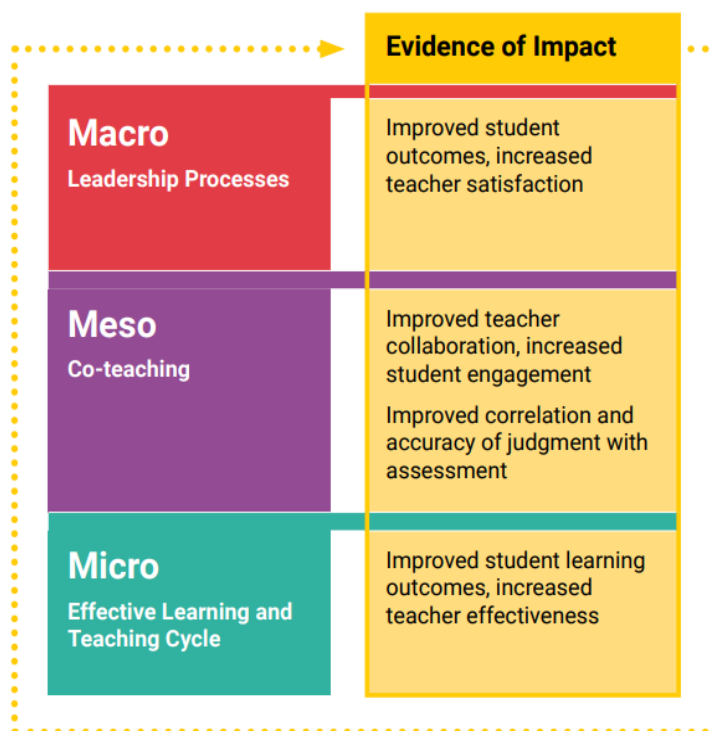 Evidence of Impact
Macro
Leadership Processes
Improved student
outcomes, increased
teacher satisfaction
Meso
Co-teaching
Improved teacher
collaboration, increased
student engagement
Improved correlation and
accuracy of judgment with
assessment
Micro
Effective Learning and
Teaching Cycle
Improved student learning
outcomes, increased
teacher effectiveness